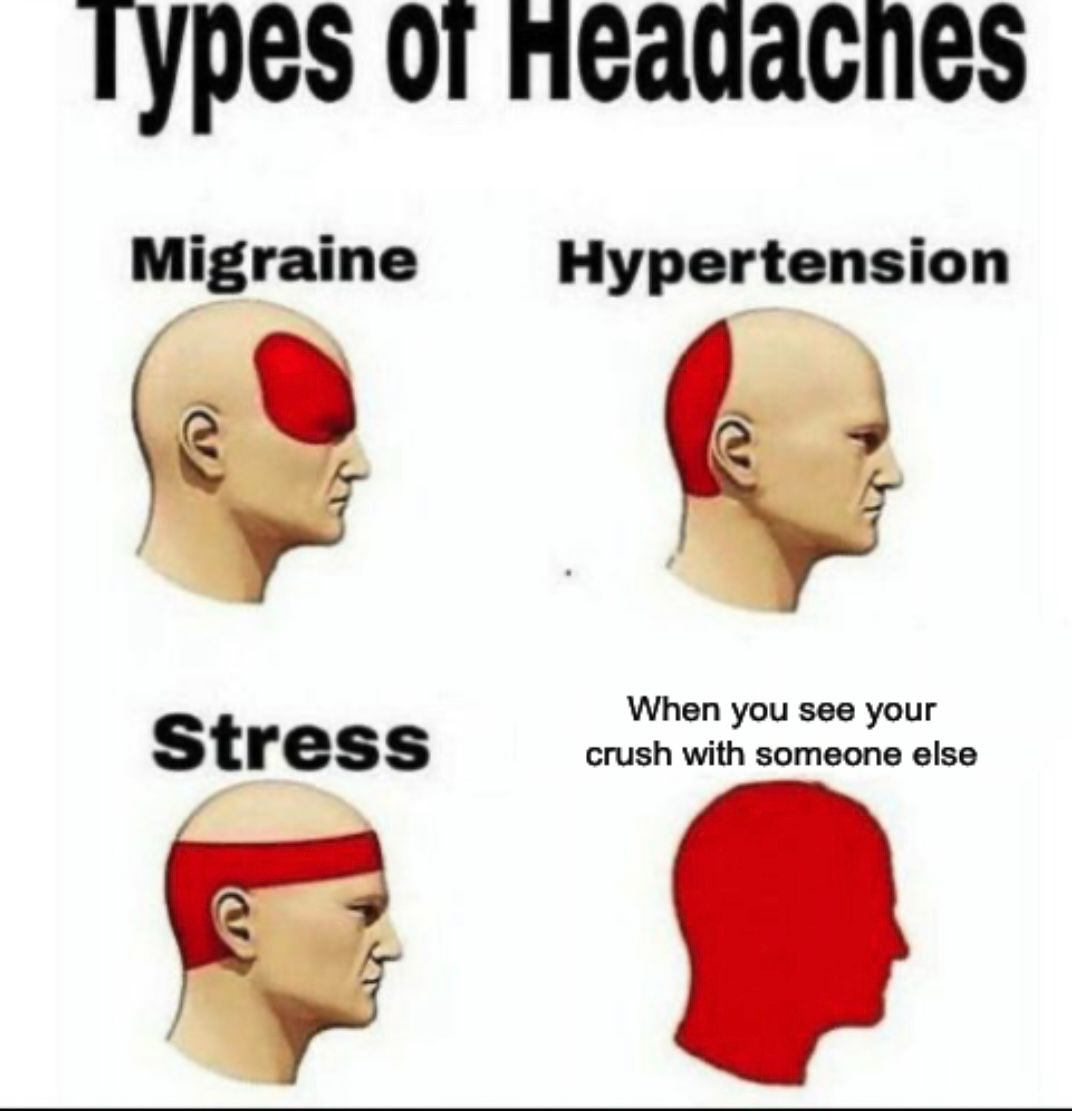 Types of Headaches
Migraine
Hypertension
Stress
When you see your
crush with someone else